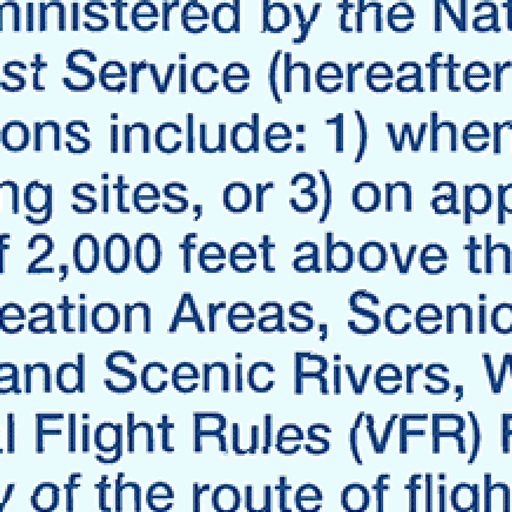 ministered by the Nat
st Service (hereafter
ons include: 1) when
ng sites, or 3) on app
f 2,000 feet above th
eation Areas, Scenic
and Scenic Rivers, W
l Flight Rules (VFR) F
y of the route of fligh